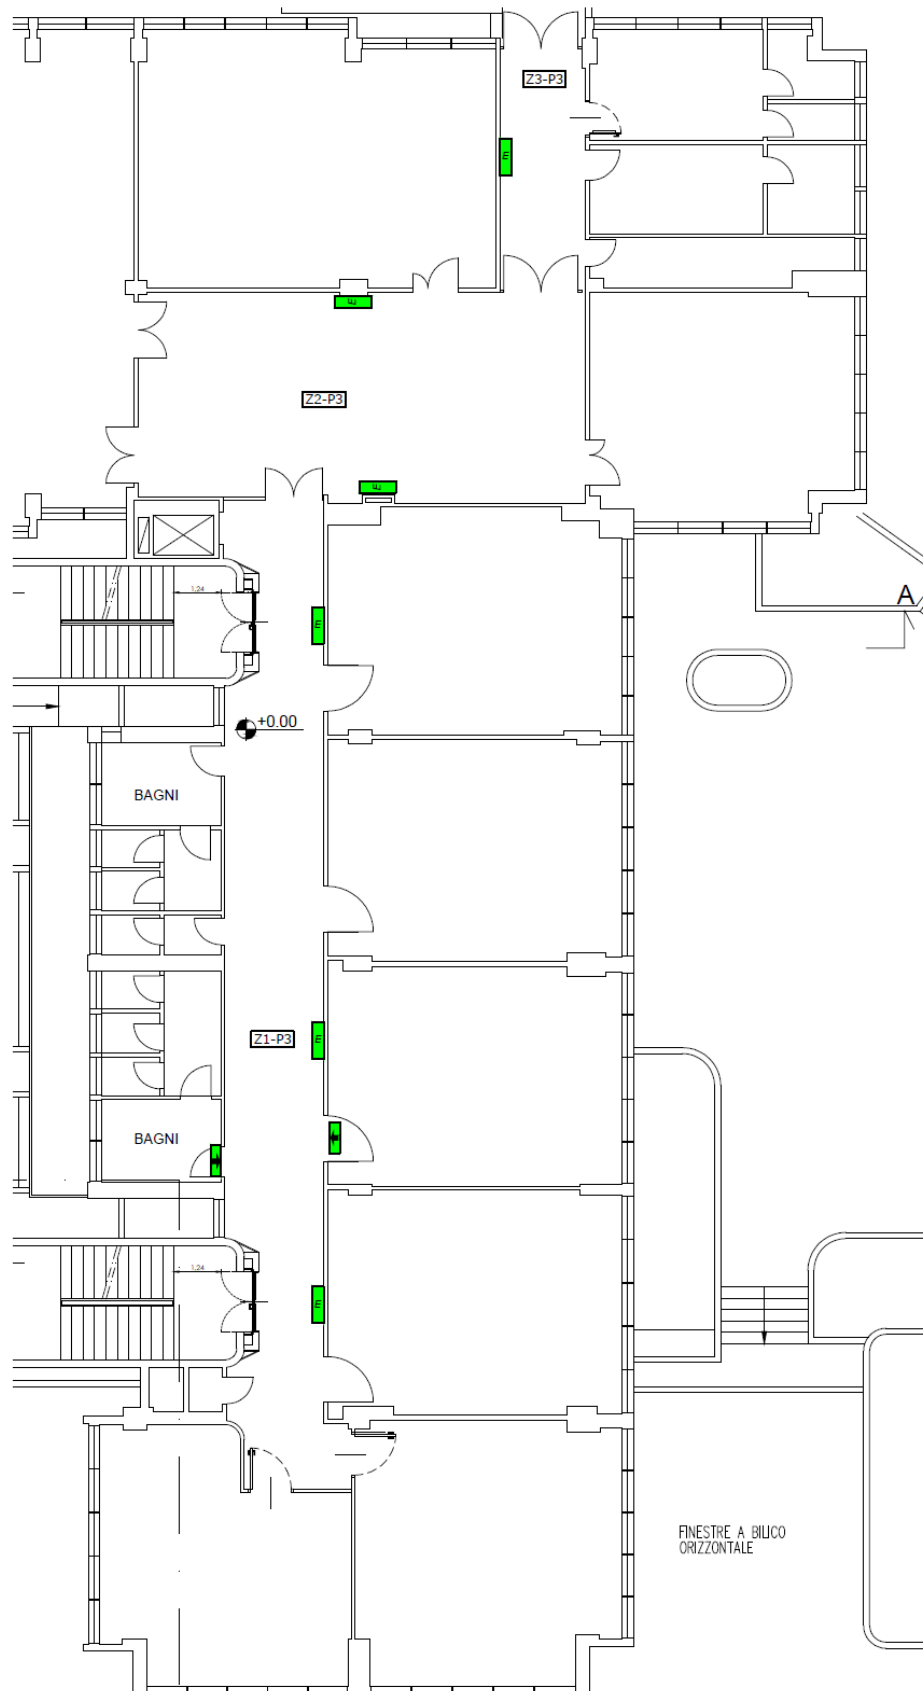 Z3-P3
E
E
Z2-P3
E
1,24
E
A
+0.00
BAGNI
Z1-P3
E
BAGNI
1,24
E
FINESTRE A BILICO
ORIZZONTALE